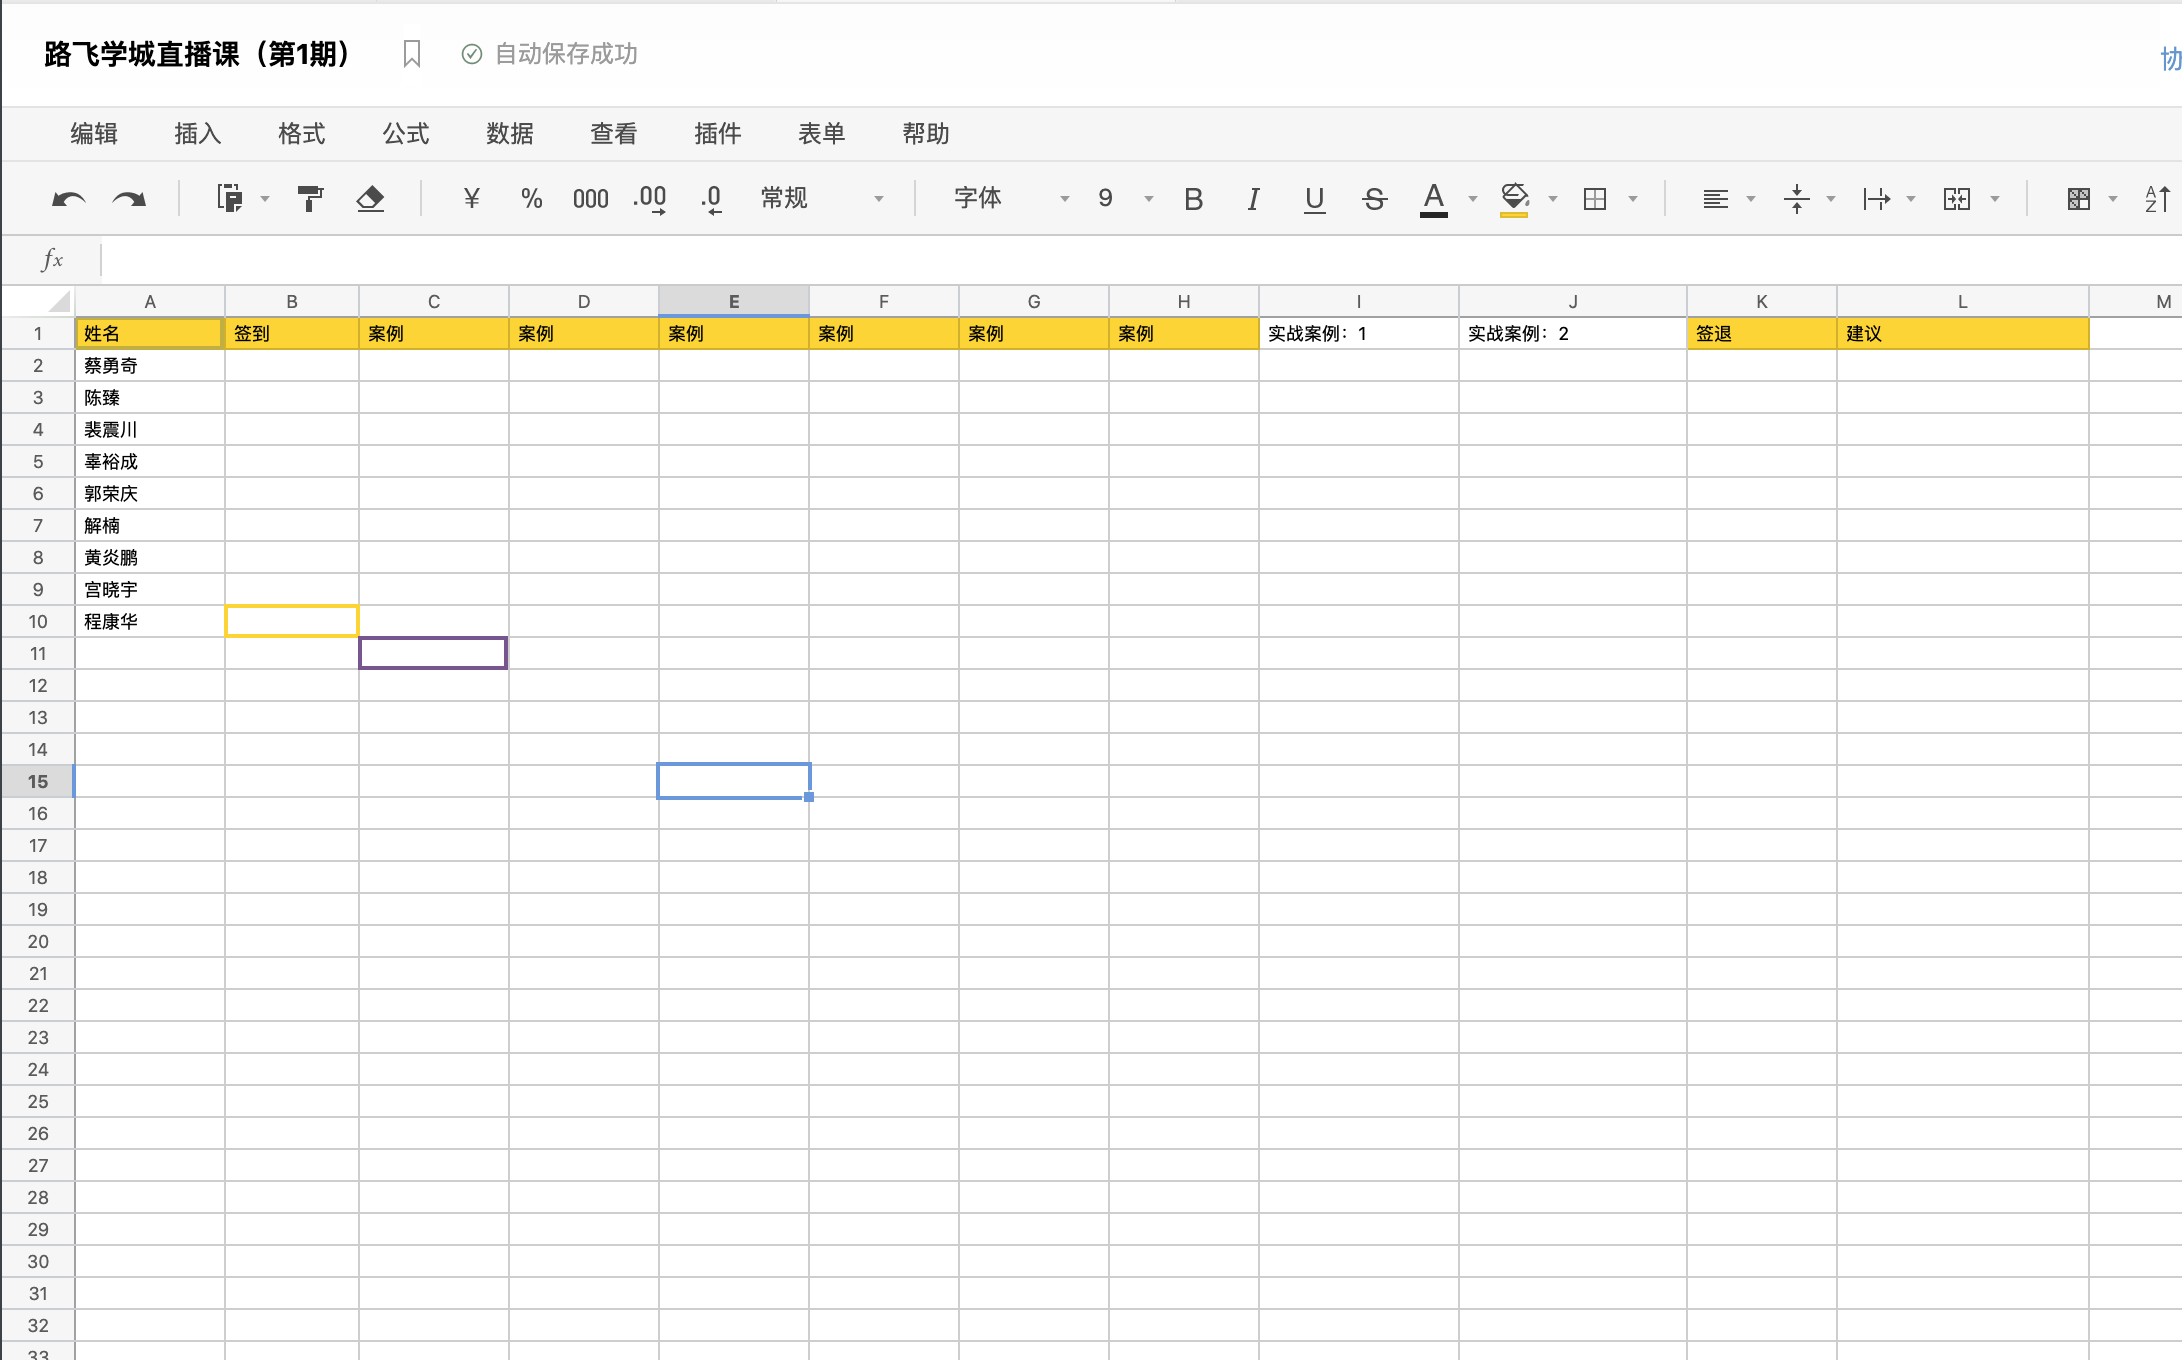 路飞学城直播课（第1期） 自动保存成功 协
编辑 插入 格式 公式 数据 查看 插件 表单 帮助
¥ % 000 .00 .0 常规 字体 9 B I U S A A Z
fx
A B C D E F G H I J K L M
1 姓名 签到 案例 案例 案例 案例 案例 案例 实战案例：1 实战案例：2 签退 建议
2 蔡勇奇
3 陈臻
4 裴震川
5 辜裕成
6 郭荣庆
7 解楠
8 黄炎鹏
9 宫晓宇
10 程康华
11
12
13
14
15
16
17
18
19
20
21
22
23
24
25
26
27
28
29
30
31
32
33